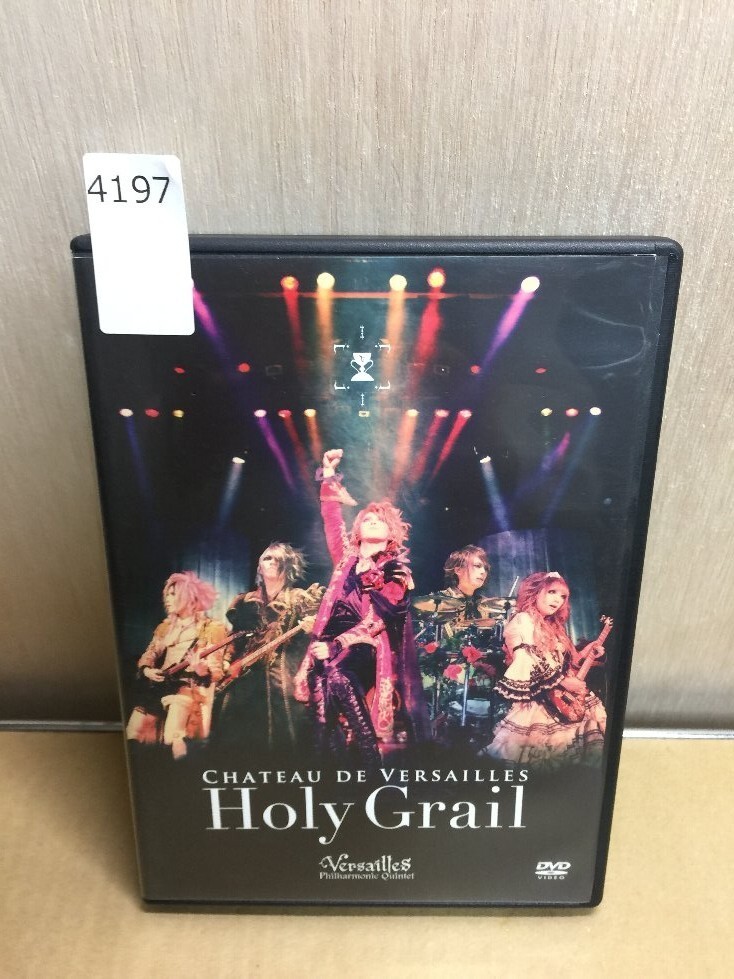 4197
CHATEAU DE VERSAILLES
Holy Grail
Versailles
Philharmonic Quintet
DVD
VIDEO